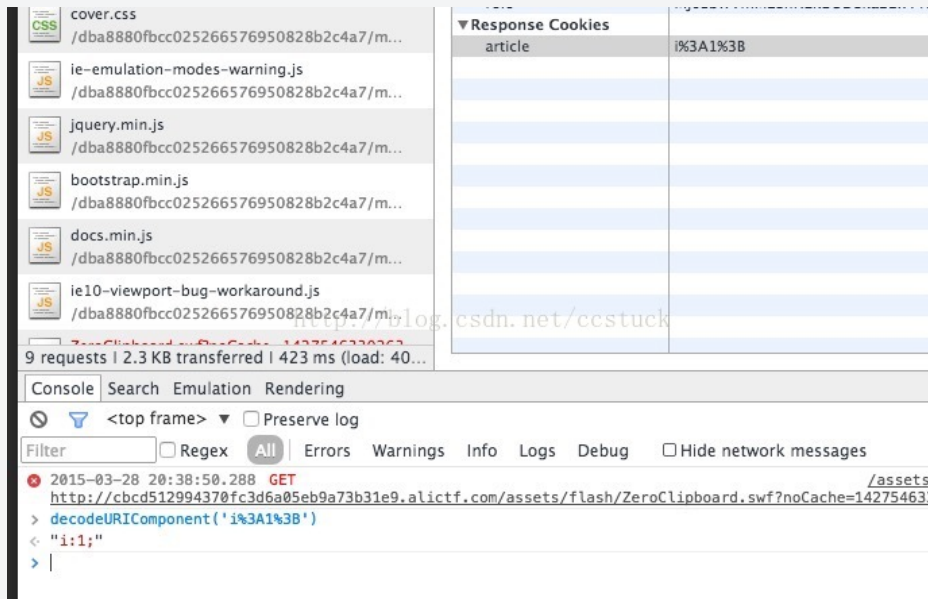 cover.css
/dba8880fbcc025266576950828b2c4a7/m...
ie-emulation-modes-warning.js
/dba8880fbcc025266576950828b2c4a7/m...
jquery.min.js
/dba8880fbcc025266576950828b2c4a7/m...
bootstrap.min.js
/dba8880fbcc025266576950828b2c4a7/m...
docs.min.js
/dba8880fbcc025266576950828b2c4a7/m...
ie10-viewport-bug-workaround.js
/dba8880fbcc025266576950828b2c4a7/m...
9 requests | 2.3 KB transferred | 423 ms (load: 40...
▼Response Cookies
article i%3A1%3B
http://blog.csdn.net/ccstuck
Console Search Emulation Rendering
<top frame> ▼ Preserve log
Filter Regex All Errors Warnings Info Logs Debug Hide network messages
2015-03-28 20:38:50.288 GET /assets
http://cbcd512994370fc3d6a05eb9a73b31e9.alictf.com/assets/flash/ZeroClipboard.swf?noCache=14275463
> decodeURIComponent('i%3A1%3B')
"i:1;"
>